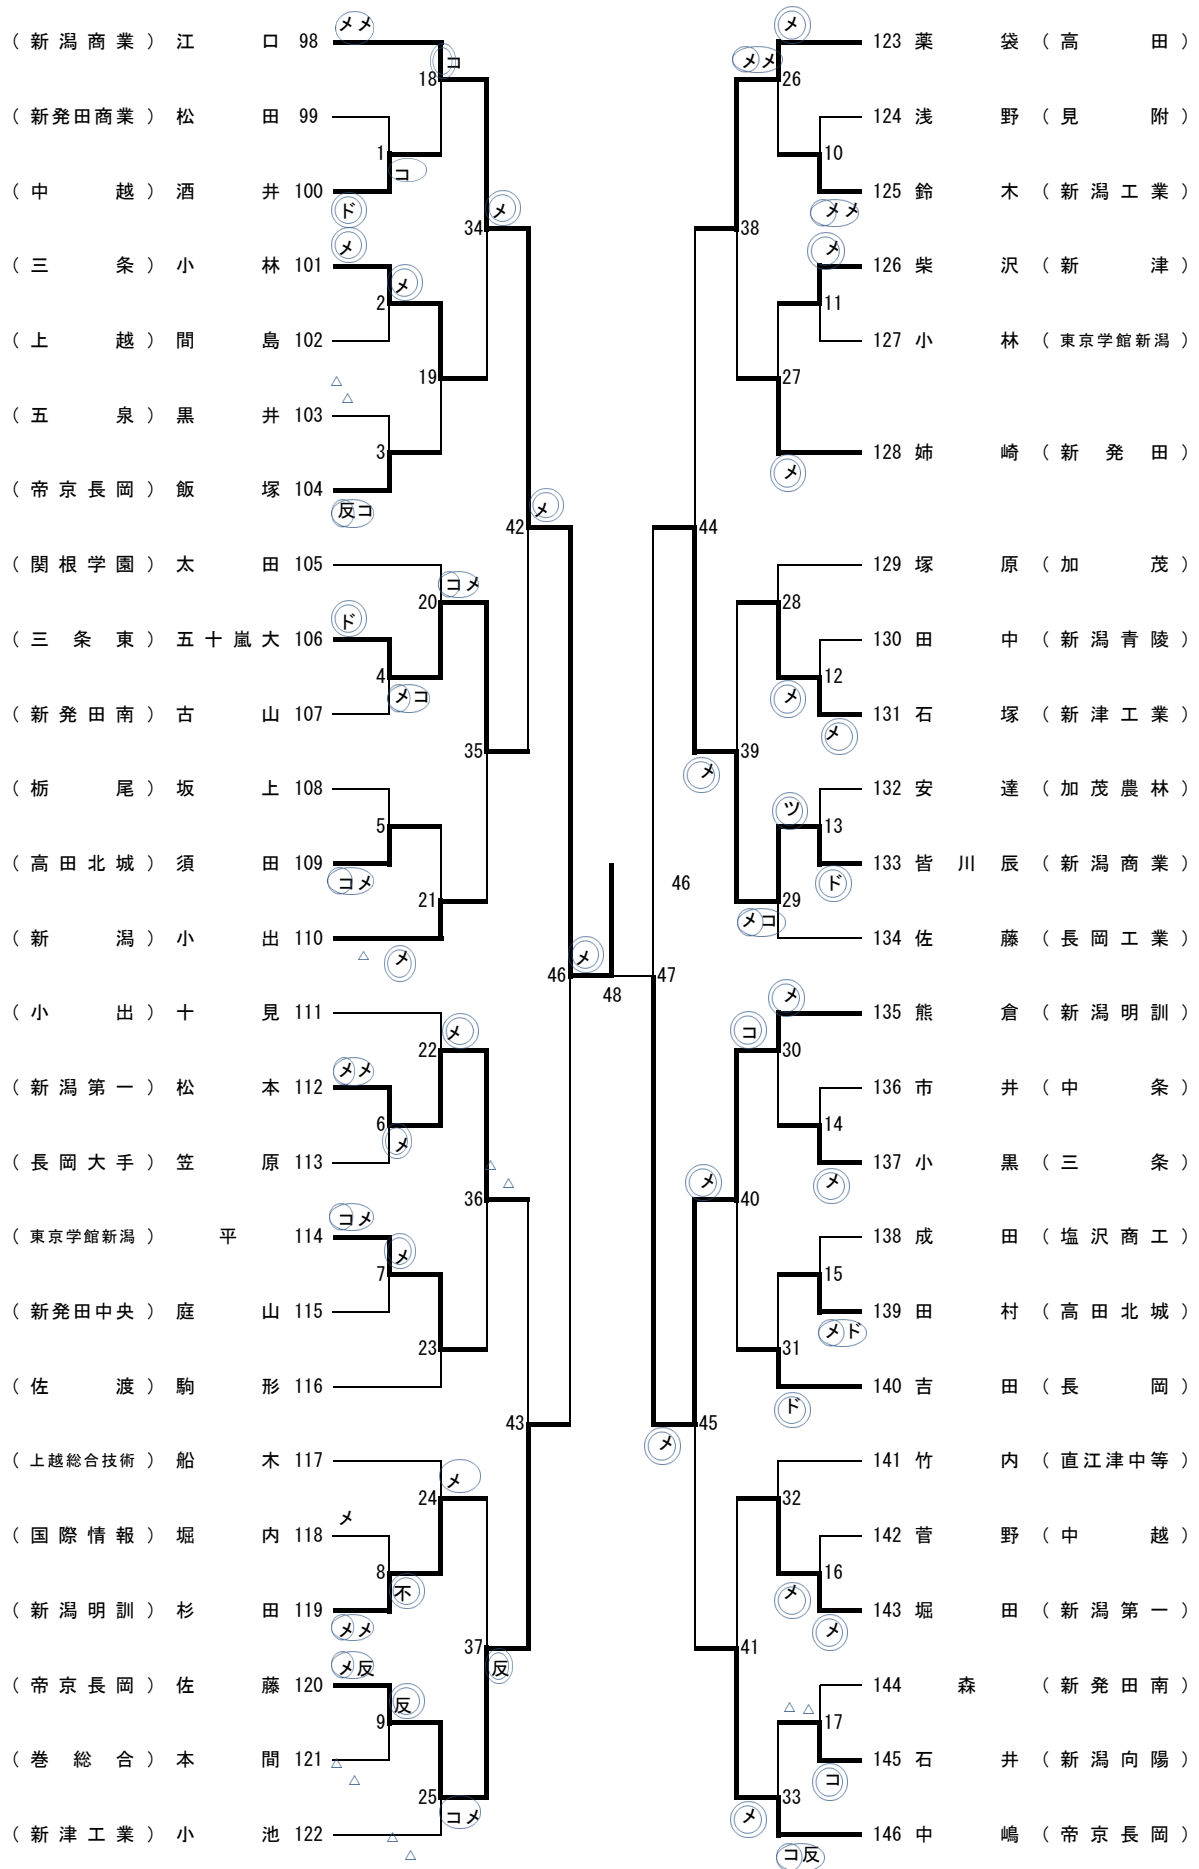 (新潟商業) 江口 98 メメ
コ
18
(新発田商業) 松田 99
1
コ
(中越) 酒井 100
ド
34
メ
メ
(三条) 小林 101
メ
2
(上越) 間島 102
19
△
△
(五泉) 黒井 103
3
(帝京長岡) 飯塚 104
反コ
42
メ
(関根学園) 太田 105
コメ
20
ド
(三条東) 五十嵐大 106
4
メコ
(新発田南) 古山 107
35
(栃尾) 坂上 108
5
(高田北城) 須田 109
コメ
21
(新潟) 小出 110
△
メ
46
メ
48
(小出) 十見 111
メ
22
メメ
(新潟第一) 松本 112
6
メ
(長岡大手) 笠原 113
△
△
36
コメ
(東京学館新潟) 平 114
メ
7
(新発田中央) 庭山 115
23
(佐渡) 駒形 116
43
(上越総合技術) 船木 117
メ
24
メ
(国際情報) 堀内 118
8
不
(新潟明訓) 杉田 119
メメ
37
反
メ反
(帝京長岡) 佐藤 120
反
9
(巻総合) 本間 121
△
△
25
コメ
(新津工業) 小池 122
△
△
メ
123 薬袋 (高田)
メメ
26
124 浅野 (見附)
10
125 鈴木 (新潟工業)
メメ
38
メ
126 柴沢 (新津)
11
127 小林 (東京学館新潟)
27
128 姉崎 (新発田)
メ
44
129 塚原 (加茂)
28
130 田中 (新潟青陵)
12
メ
131 石塚 (新津工業)
メ
39
メ
132 安達 (加茂農林)
ツ
13
133 皆川辰 (新潟商業)
ド
46
29
メコ
134 佐藤 (長岡工業)
47
メ
135 熊倉 (新潟明訓)
コ
30
136 市井 (中条)
14
137 小黒 (三条)
メ
メ
40
138 成田 (塩沢商工)
15
139 田村 (高田北城)
メド
31
140 吉田 (長岡)
ド
45
メ
141 竹内 (直江津中等)
32
142 菅野 (中越)
16
メ
143 堀田 (新潟第一)
メ
41
144 森 (新発田南)
△ △
17
145 石井 (新潟向陽)
コ
33
メ
146 中嶋 (帝京長岡)
コ反